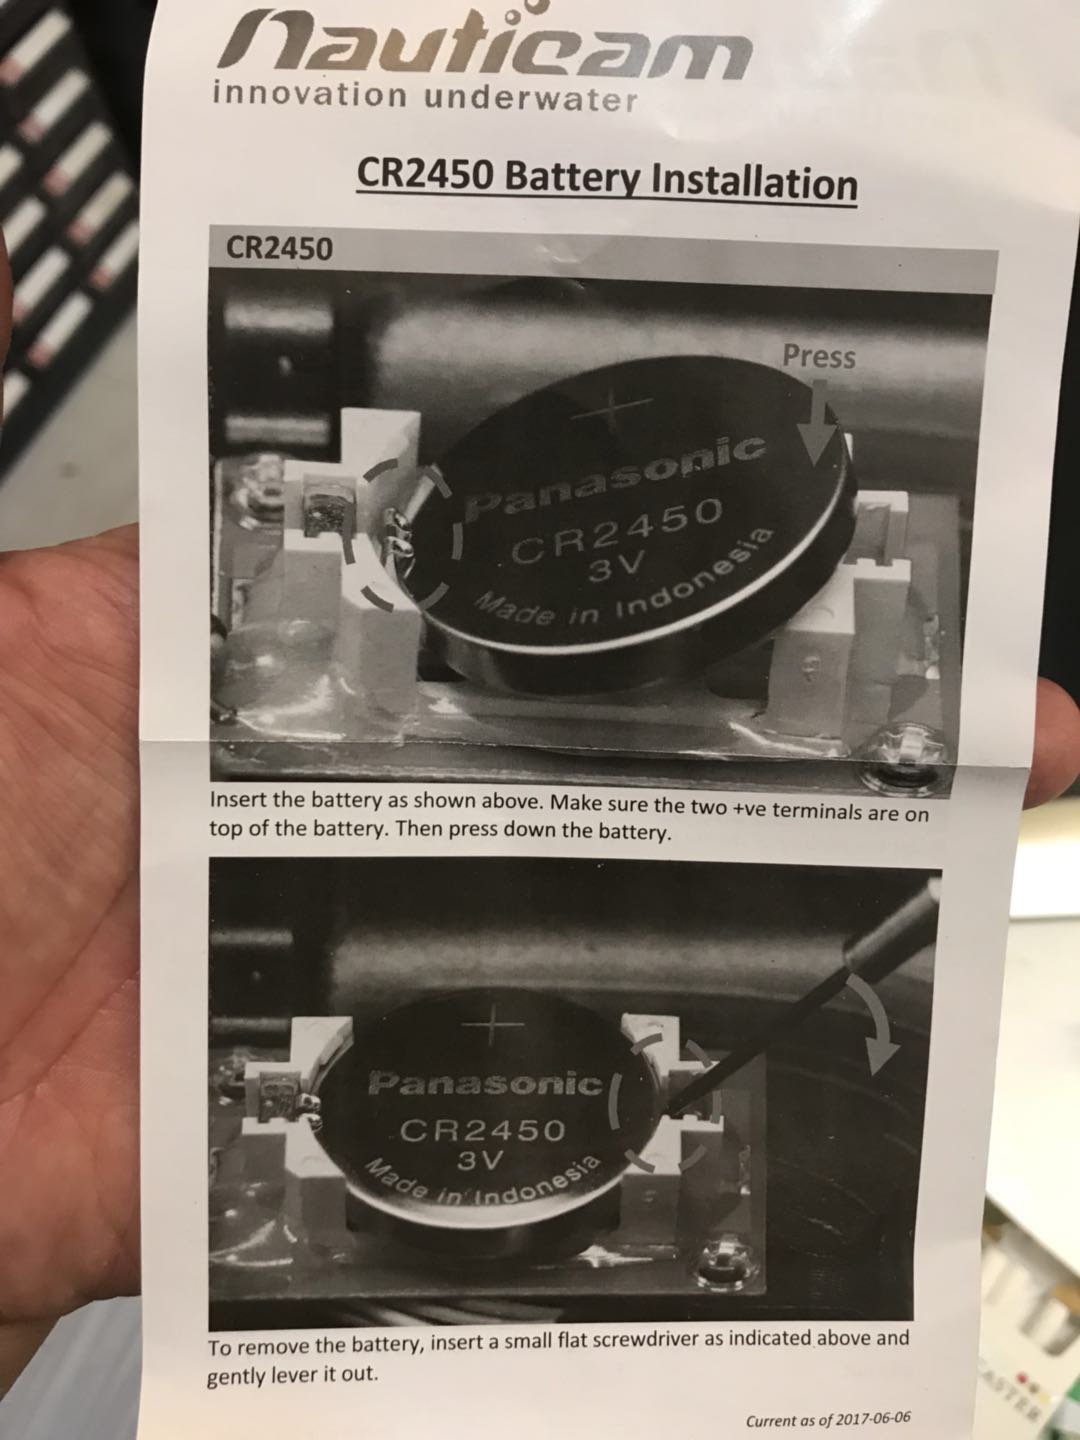 nauticam
innovation underwater
CR2450 Battery Installation
CR2450
Press
Panasonic
CR2450
3V
Made in Indonesia
Insert the battery as shown above. Make sure the two +ve terminals are on
top of the battery. Then press down the battery.
Panasonic
CR2450
3V
Made in Indonesia
To remove the battery, insert a small flat screwdriver as indicated above and
gently lever it out.
Current as of 2017-06-06